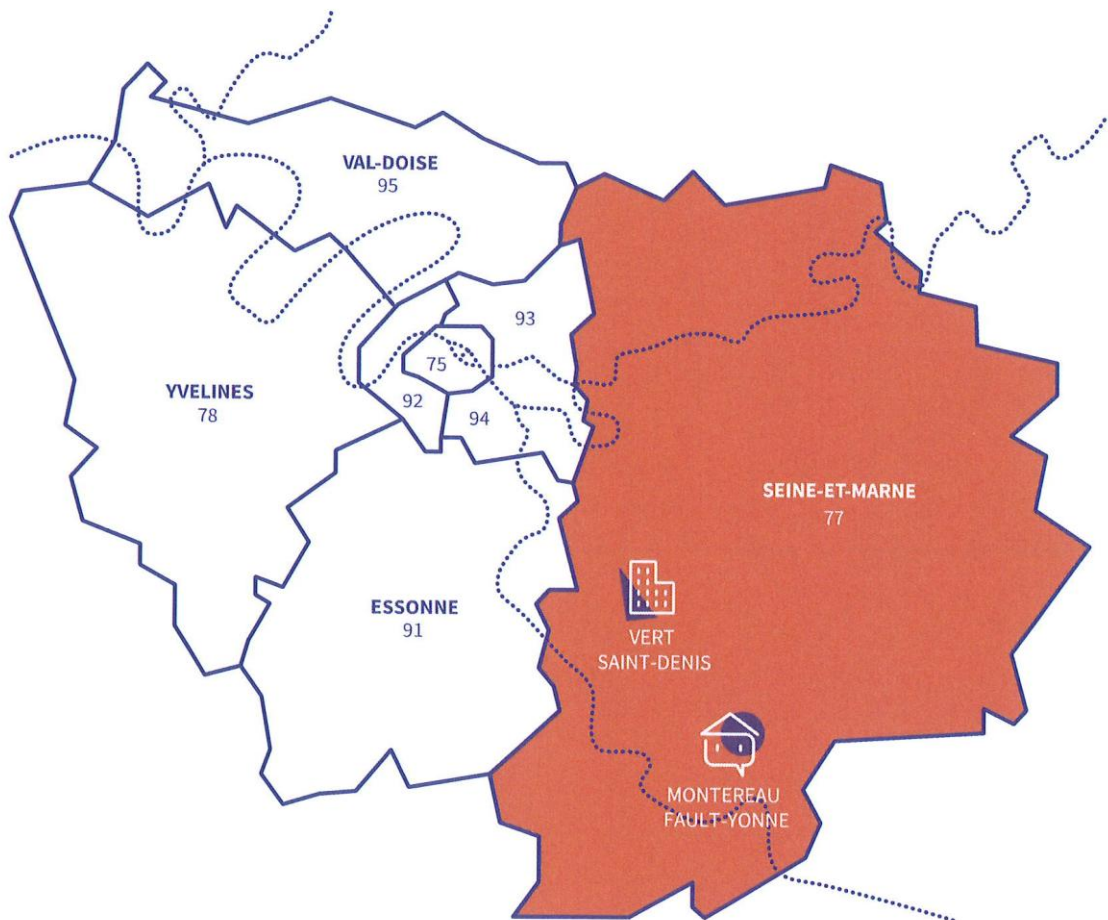 VAL-DOISE
95
93
75
YVELINES
78
92
94
SEINE-ET-MARNE
77
ESSONNE
91
VERT
SAINT-DENIS
MONTEREAU
FAULT-YONNE